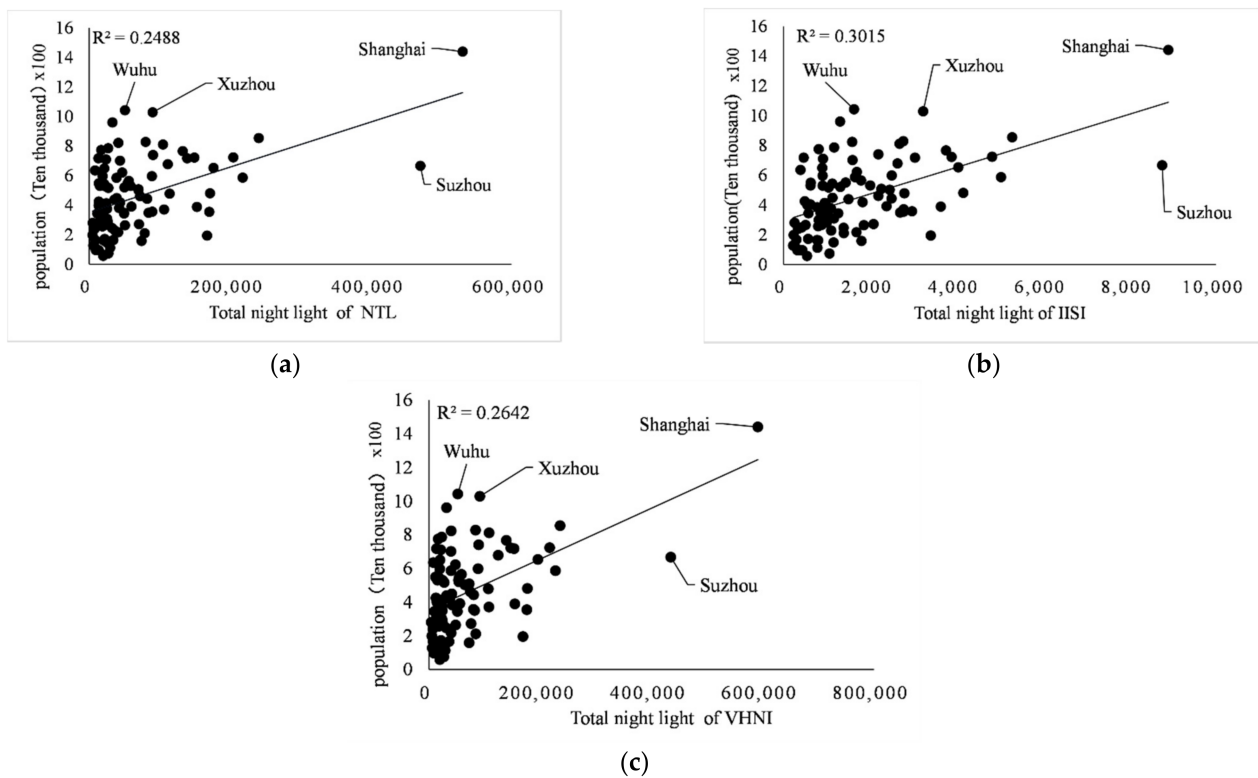 16
14
12
10
8
6
4
2
0
population (Ten thousand) x100
R² = 0.2488
Shanghai
Wuhu
Xuzhou
Suzhou
0 200,000 400,000 600,000
Total night light of NTL
(a)
16
14
12
10
8
6
4
2
0
population(Ten thousand) x100
R² = 0.3015
Shanghai
Wuhu
Xuzhou
Suzhou
0 2,000 4,000 6,000 8,000 10,000
Total night light of IISI
(b)
16
14
12
10
8
6
4
2
0
population (Ten thousand) x100
R² = 0.2642
Shanghai
Wuhu
Xuzhou
Suzhou
0 200,000 400,000 600,000 800,000
Total night light of VHNI
(c)